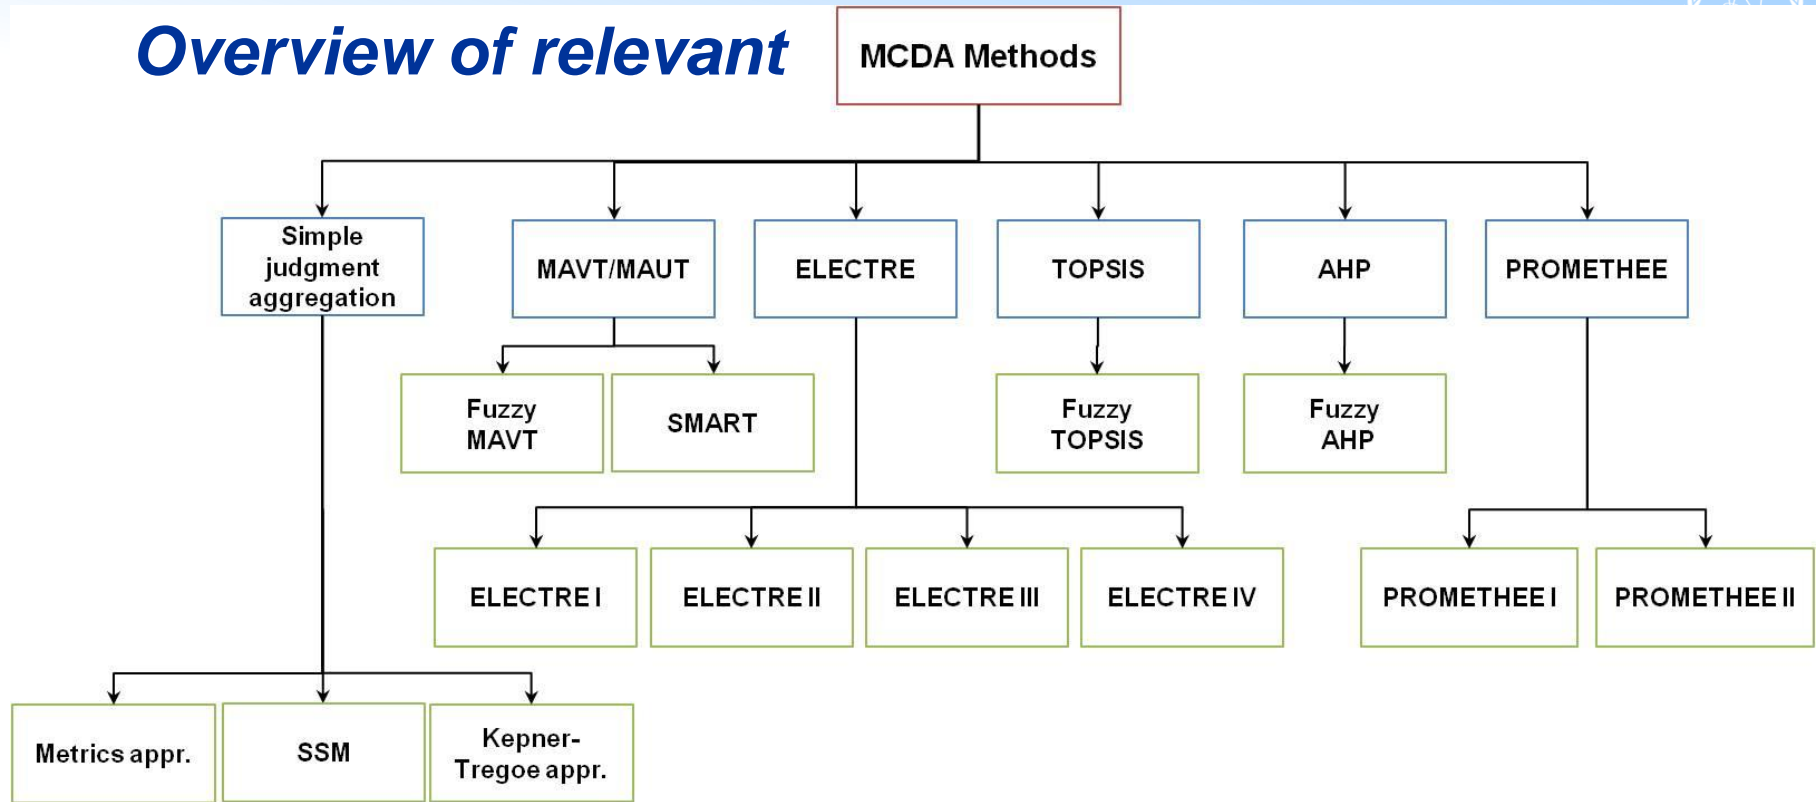 Overview of relevant
MCDA Methods
Simple
judgment
aggregation
MAVT/MAUT
ELECTRE
TOPSIS
AHP
PROMETHEE
Fuzzy
MAVT
SMART
Fuzzy
TOPSIS
Fuzzy
AHP
ELECTRE I
ELECTRE II
ELECTRE III
ELECTRE IV
PROMETHEE I
PROMETHEE II
Metrics appr.
SSM
Kepner-
Tregoe appr.